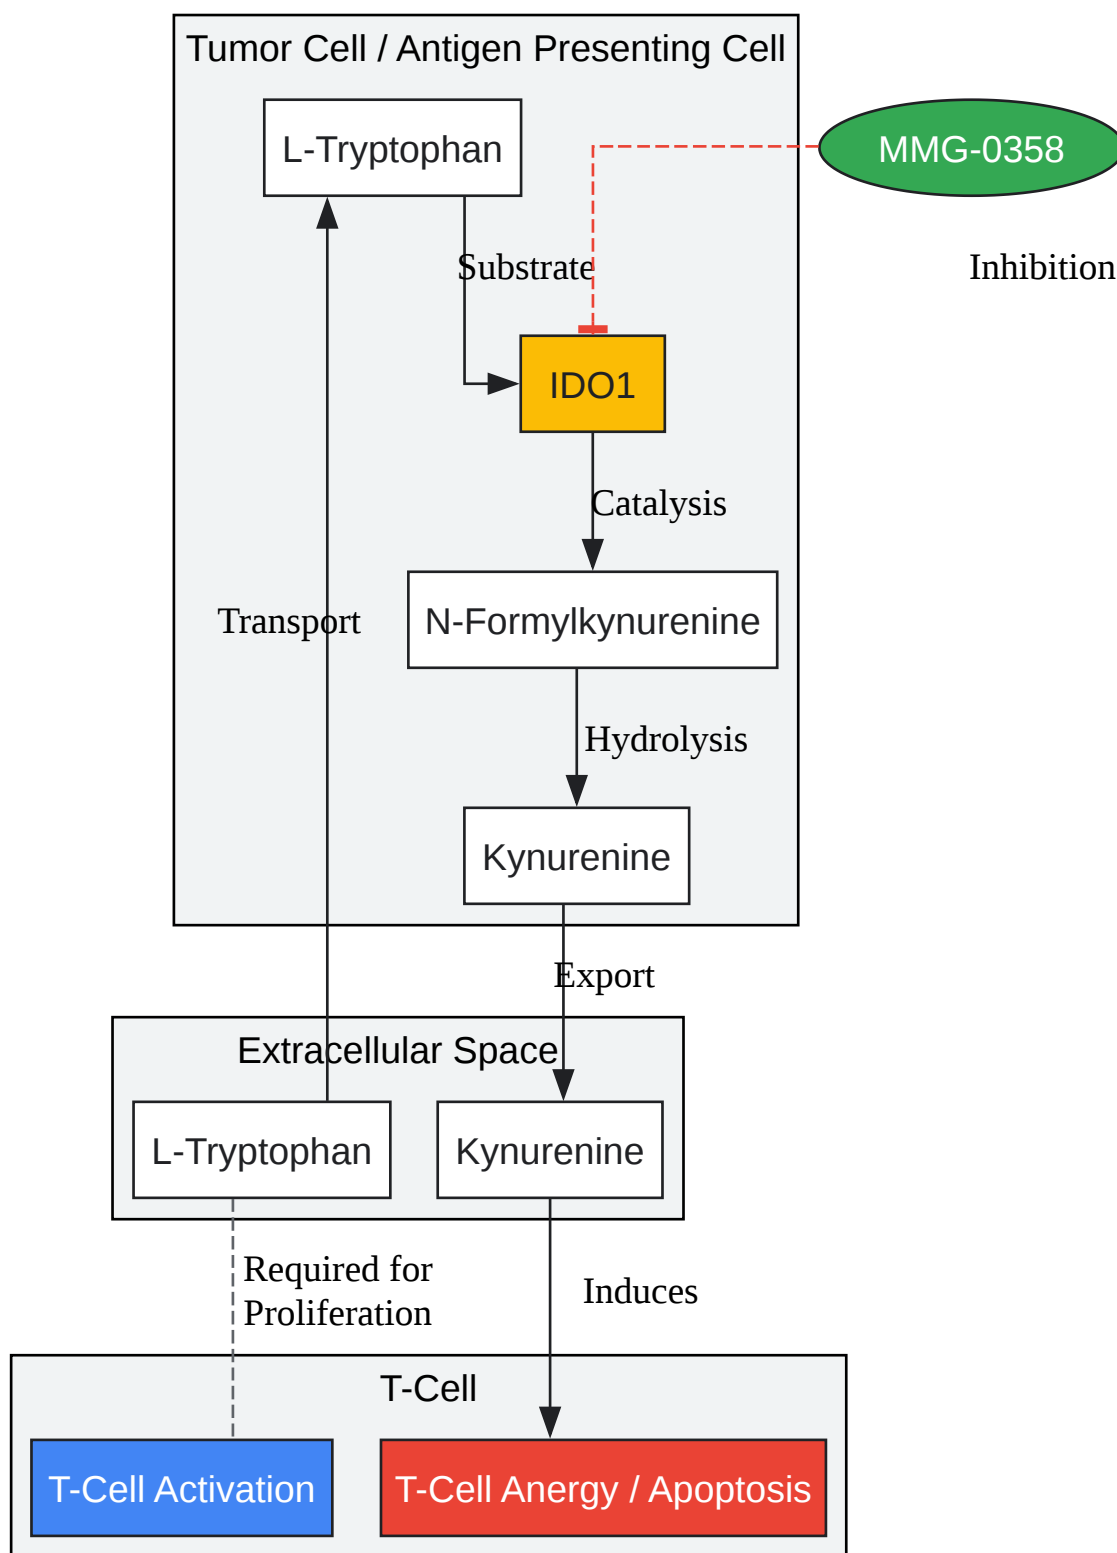 Tumor Cell / Antigen Presenting Cell
L-Tryptophan
MMG-0358
Substrate
Inhibition
IDO1
Catalysis
N-Formylkynurenine
Transport
Hydrolysis
Kynurenine
Export
Extracellular Space
L-Tryptophan
Kynurenine
Required for
Proliferation
Induces
T-Cell
T-Cell Activation
T-Cell Anergy / Apoptosis